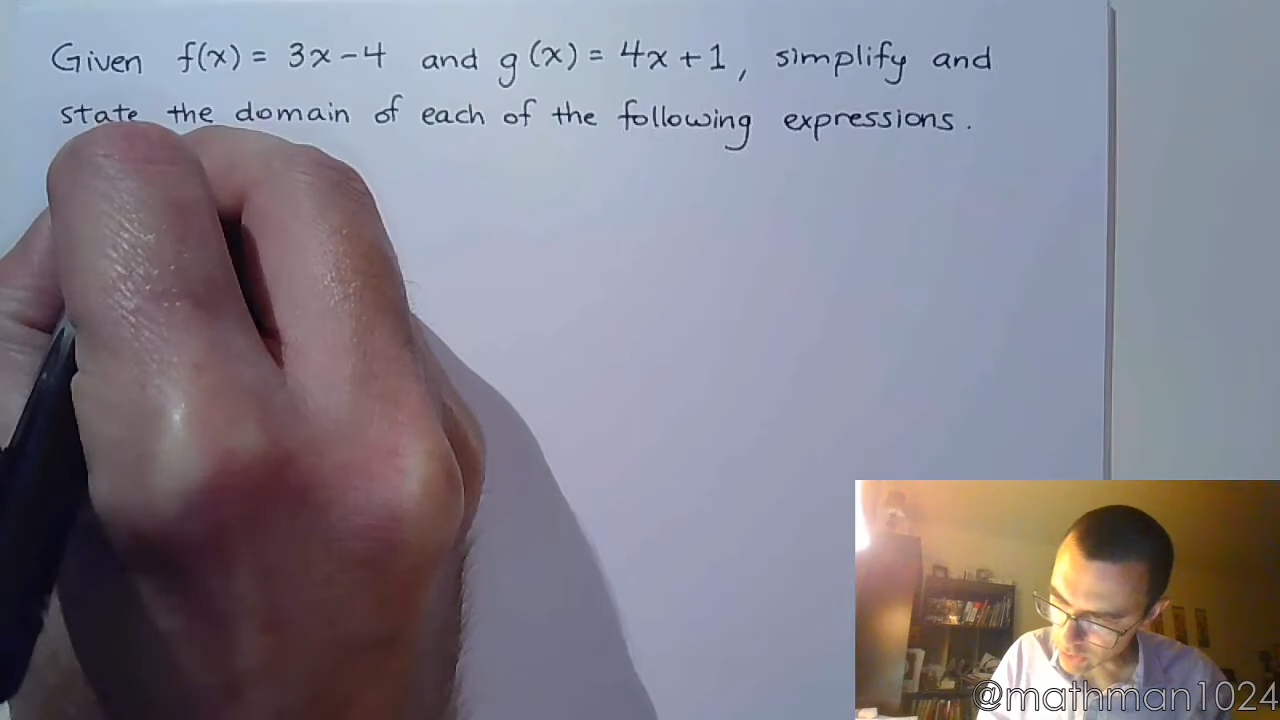 Given f(x) = 3x - 4 and g(x) = 4x + 1, simplify and
state the domain of each of the following expressions.
@mathman1024